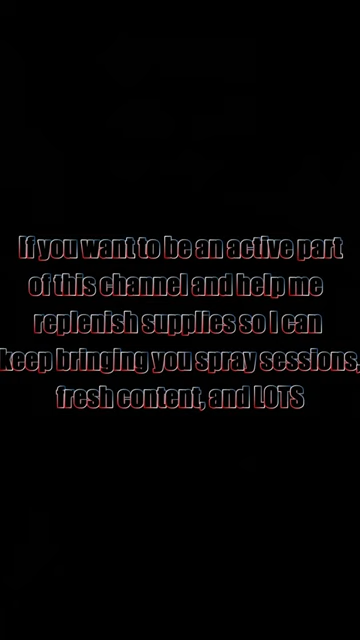 If you want to be an active part
of this channel and help me
replenish supplies so I can
keep bringing you spray sessions,
fresh content, and LOTS